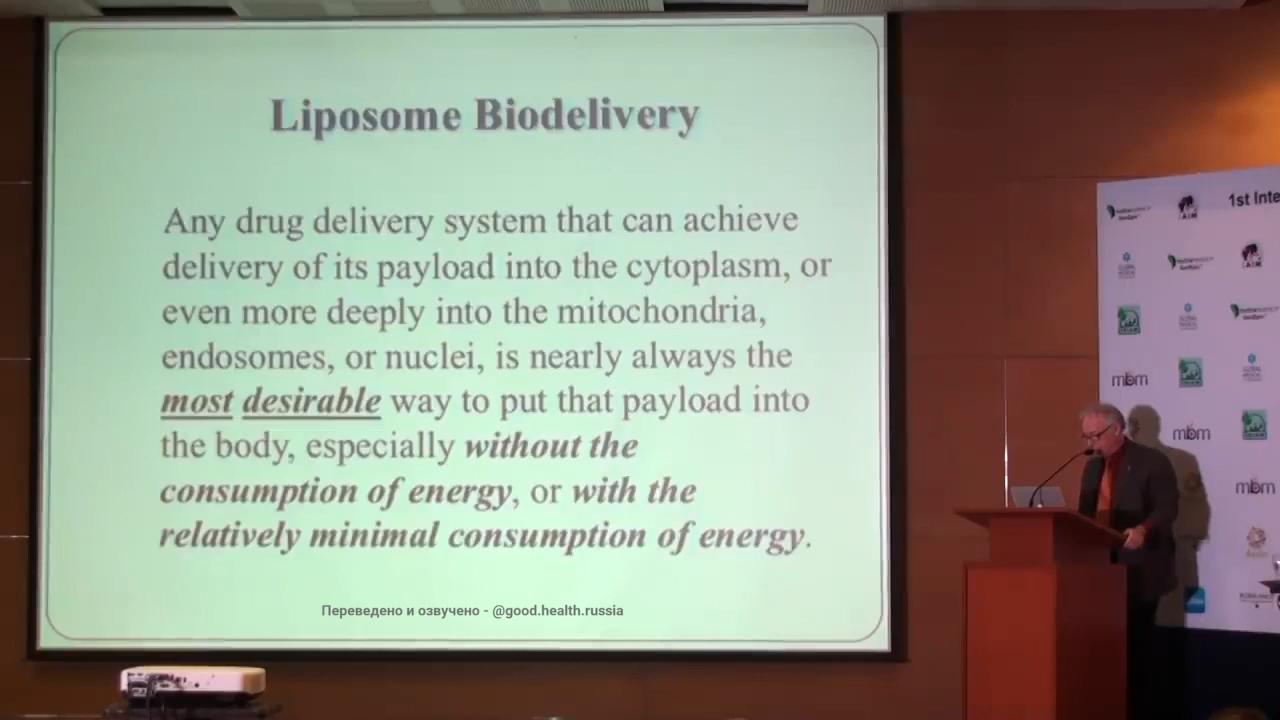 Liposome Biodelivery
Any drug delivery system that can achieve
delivery of its payload into the cytoplasm, or
even more deeply into the mitochondria,
endosomes, or nuclei, is nearly always the
most desirable way to put that payload into
the body, especially without the
consumption of energy, or with the
relatively minimal consumption of energy.
Переведено и озвучено - @good.health.russia
1st Inte
AIM
GLOBAL
mbm
mbm
mbm